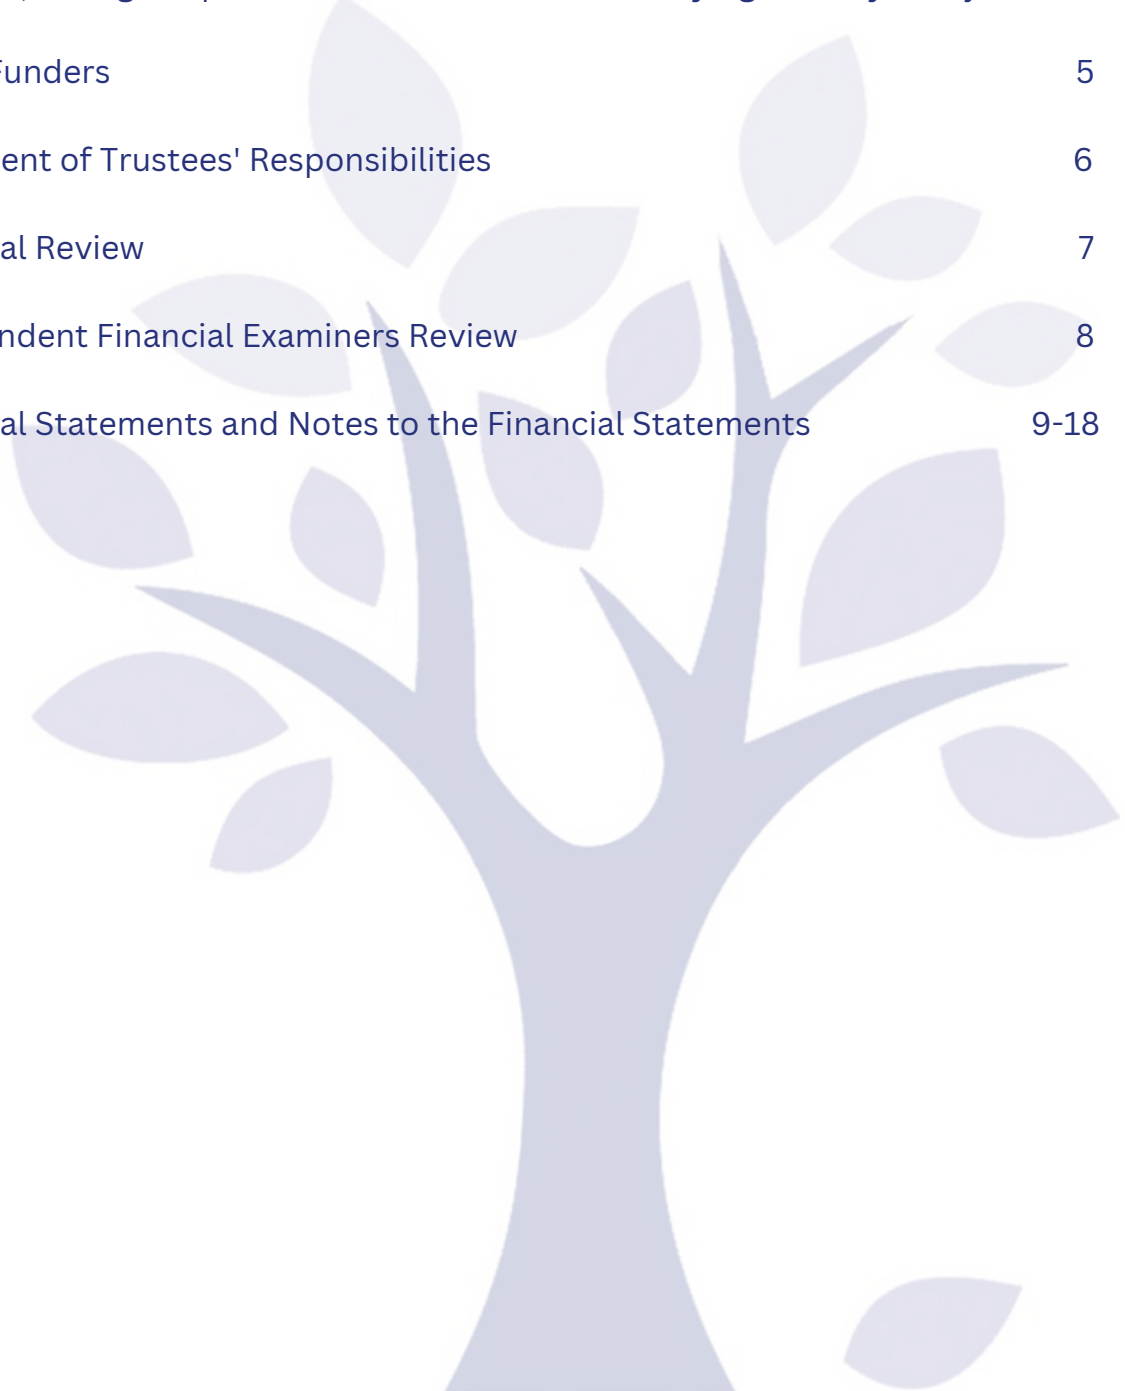 Funders 5
ent of Trustees' Responsibilities 6
al Review 7
ndent Financial Examiners Review 8
al Statements and Notes to the Financial Statements 9-18